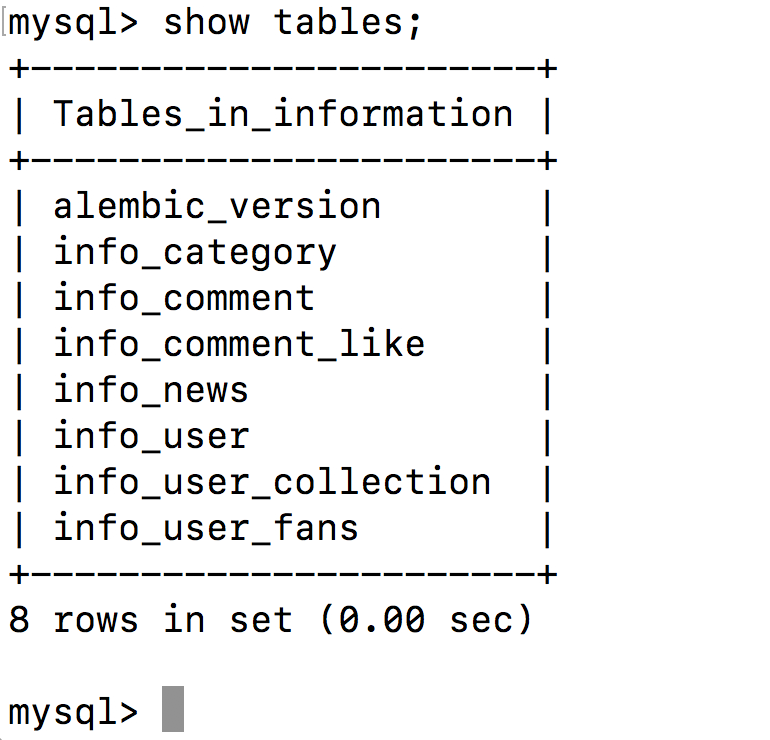 mysql> show tables;
+-----------------------+
| Tables_in_information |
+-----------------------+
| alembic_version       |
| info_category         |
| info_comment          |
| info_comment_like     |
| info_news             |
| info_user             |
| info_user_collection  |
| info_user_fans        |
+-----------------------+
8 rows in set (0.00 sec)
mysql>